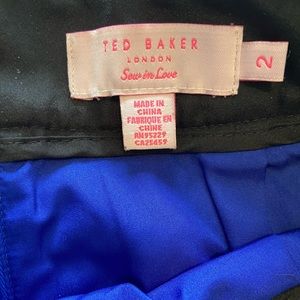 TED BAKER
LONDON
Sew in Love
2
MADE IN
CHINA
FABRIQUE EN
CHINE
RN95229
CA25659